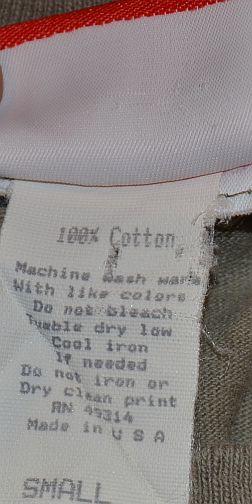 100% Cotton
Machine wash warm
With like colors
Do not bleach
Tumble dry low
Cool iron
If needed
Do not iron or
Dry clean print
RN 49314
Made in U S A
SMALL